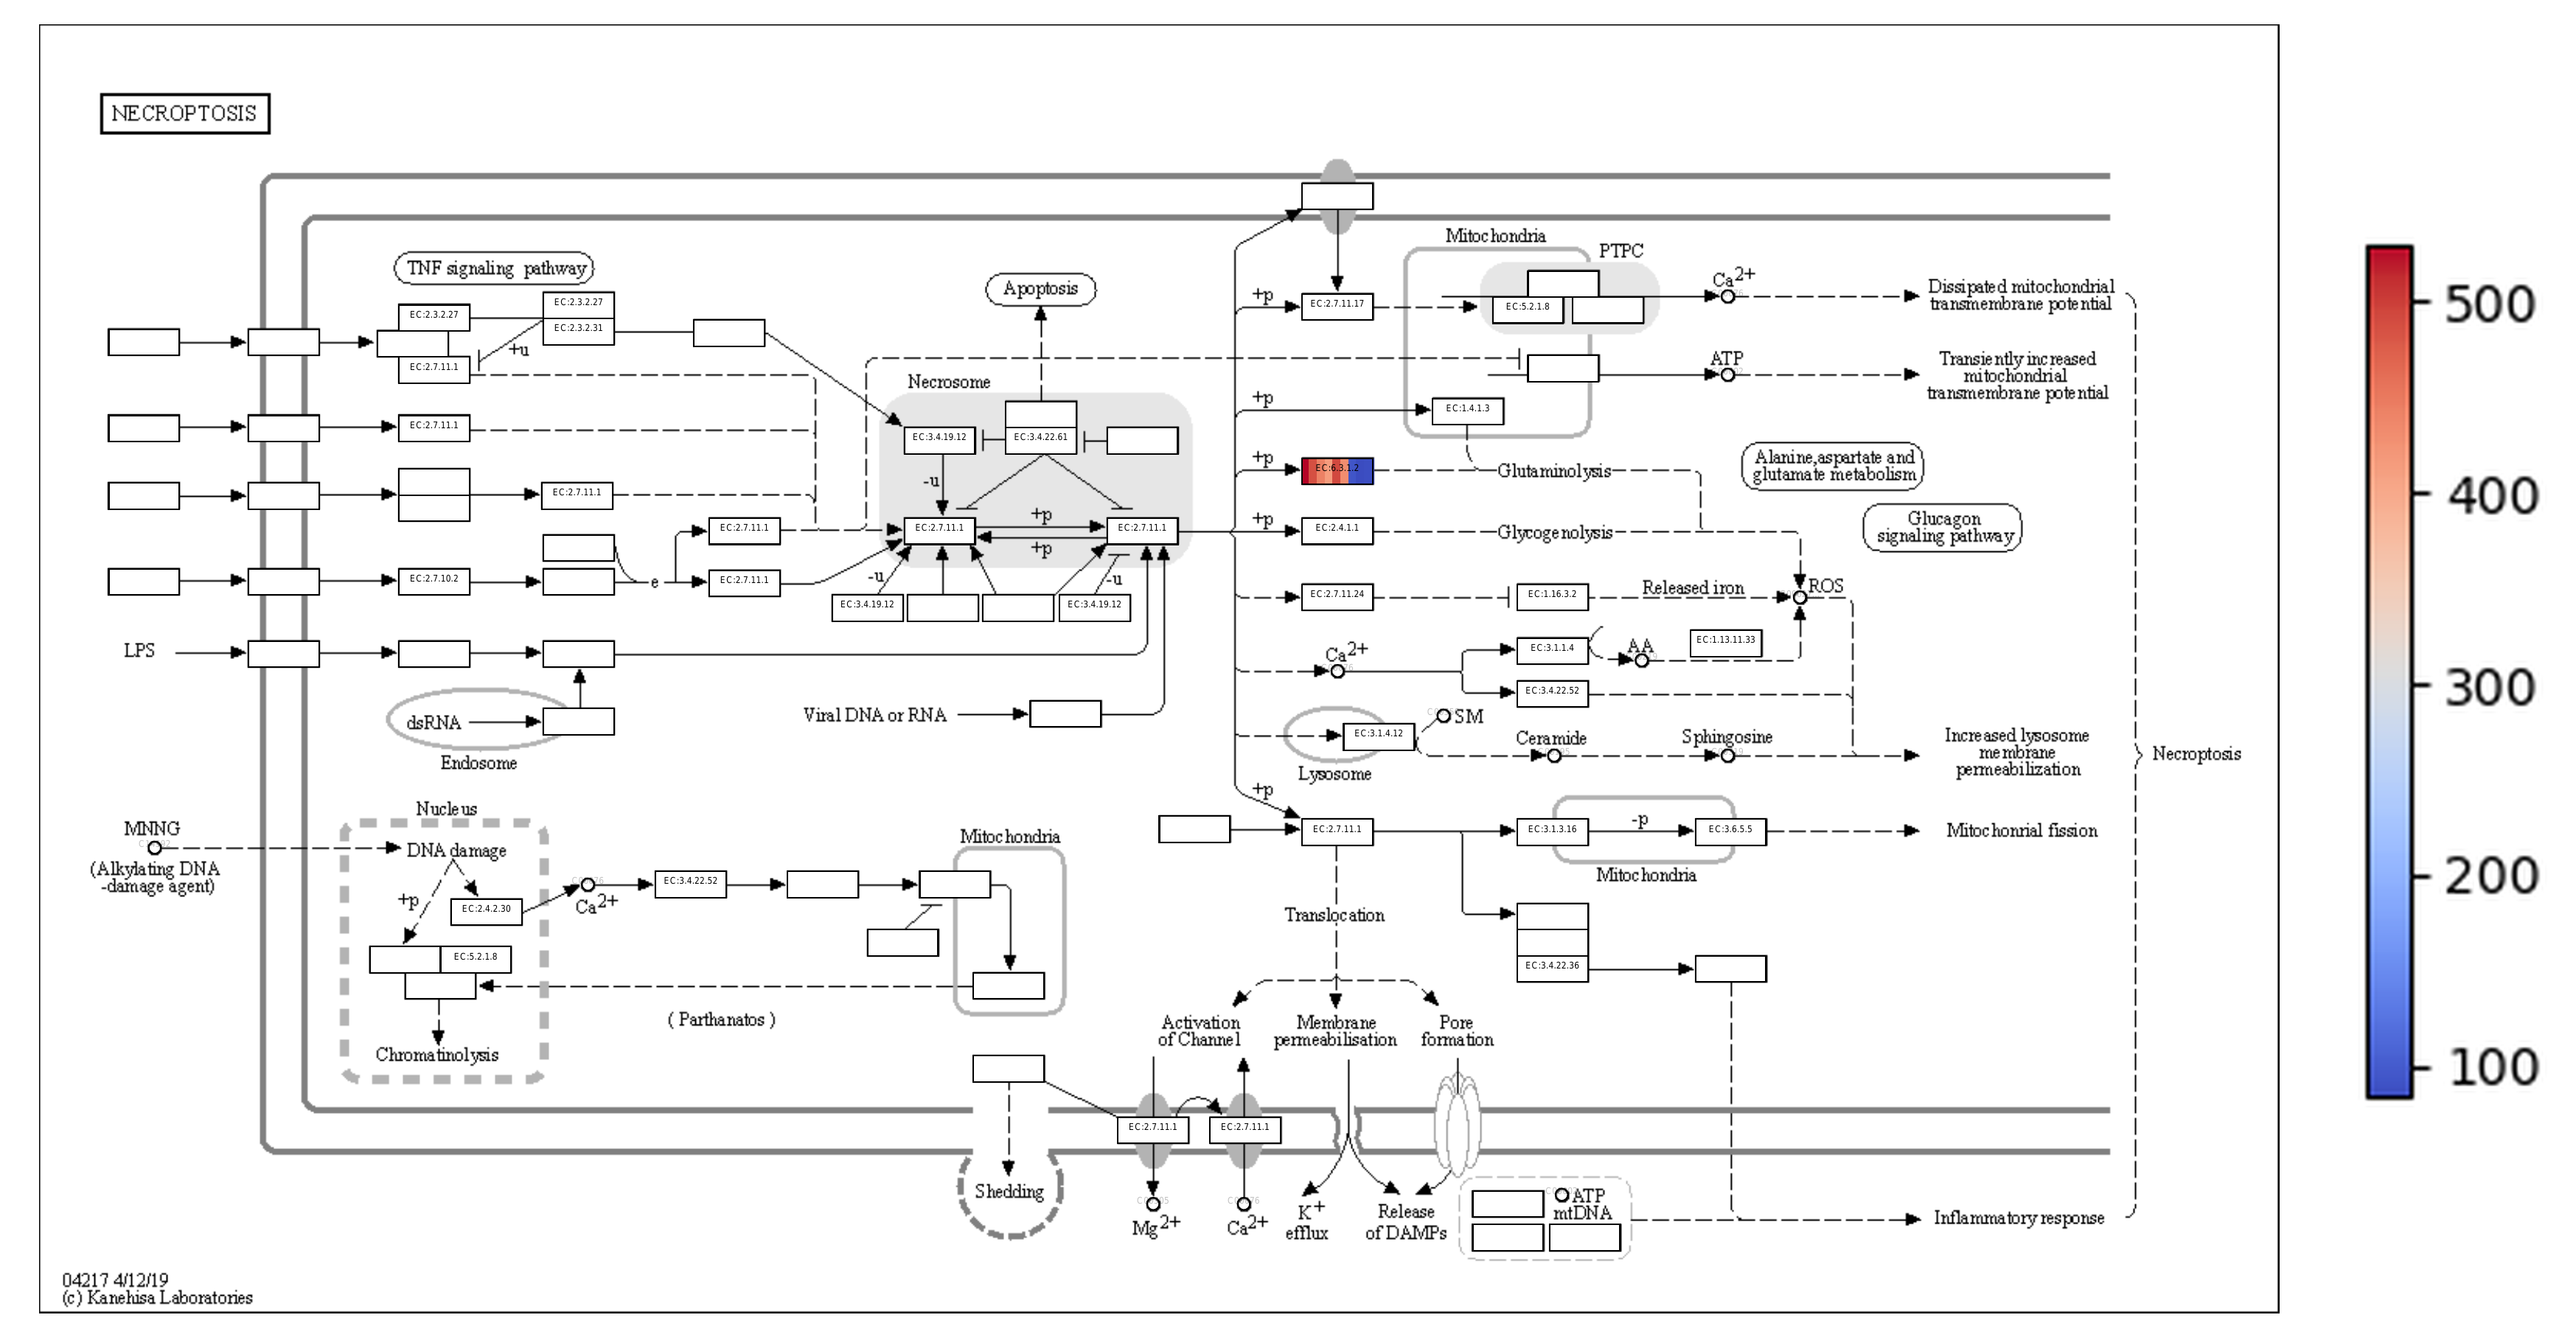 NECROPTOSIS
TNF signaling pathway
EC:2.3.2.27
EC:2.3.2.27
EC:2.3.2.31
+u
EC:2.7.11.1
EC:2.7.11.1
EC:2.7.11.1
EC:2.7.10.2
e
EC:2.7.11.1
EC:2.7.11.1
LPS
dsRNA
Endosome
Apoptosis
Necrosome
EC:3.4.19.12
EC:3.4.22.61
-u
EC:2.7.11.1
+p
+p
EC:2.7.11.1
-u
-u
EC:3.4.19.12
EC:3.4.19.12
Viral DNA or RNA
MNNG
(Alkylating DNA
-damage agent)
Nucleus
DNA damage
+p
EC:2.4.2.30
EC:5.2.1.8
Chromatinolysis
Ca2+
EC:3.4.22.52
Mitochondria
( Parthanatos )
+p
EC:2.7.11.17
Mitochondria
PTPC
EC:5.2.1.8
Ca2+
Dissipated mitochondrial
transmembrane potential
ATP
Transiently increased
mitochondrial
transmembrane potential
+p
EC:1.4.1.3
+p
EC:6.3.1.2
Glutaminolysis
Alanine,aspartate and
glutamate metabolism
+p
EC:2.4.1.1
Glycogenolysis
Glucagon
signaling pathway
EC:2.7.11.24
EC:1.16.3.2
Released iron
ROS
Ca2+
EC:3.1.1.4
AA
EC:1.13.11.33
EC:3.4.22.52
EC:3.1.4.12
Lysosome
SM
Ceramide
Sphingosine
Increased lysosome
membrane
permeabilization
Necroptosis
+p
EC:2.7.11.1
EC:3.1.3.16
-p
EC:3.6.5.5
Mitochondria
Mitochonrial fission
Translocation
EC:3.4.22.36
Activation
of Channel
Membrane
permeabilisation
Pore
formation
EC:2.7.11.1
EC:2.7.11.1
Shedding
Mg2+
Ca2+
K+
efflux
Release
of DAMPs
ATP
mtDNA
Inflammatory response
04217 4/12/19
(c) Kanehisa Laboratories
500
400
300
200
100